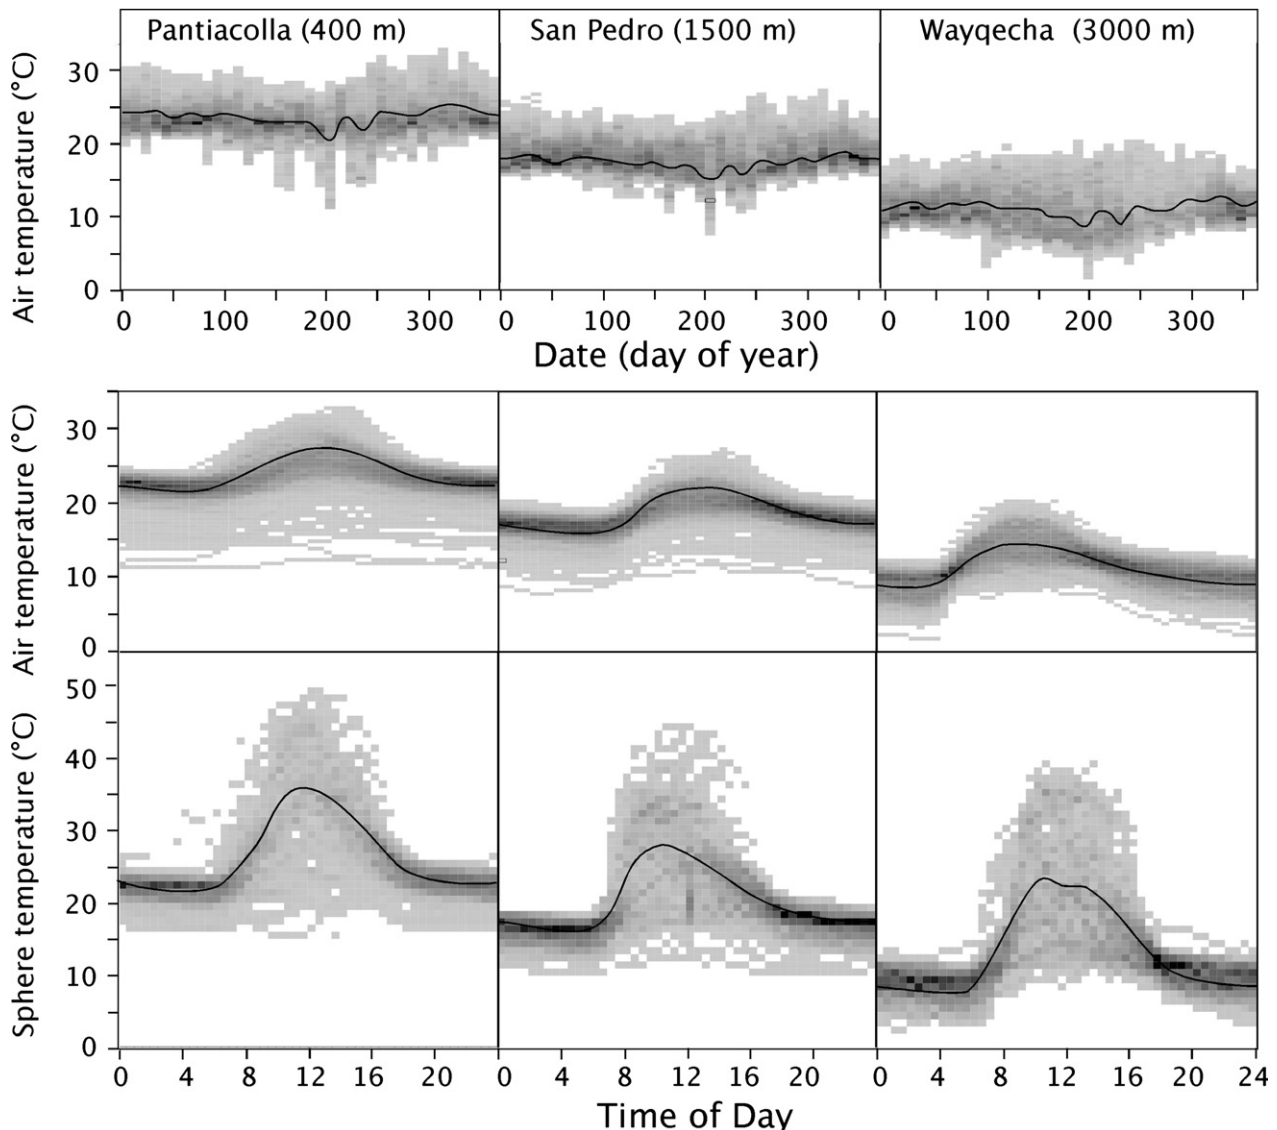 Pantiacolla (400 m) San Pedro (1500 m) Wayqecha (3000 m)
Air temperature (°C)
30
20
10
0
0 100 200 300 0 100 200 300 0 100 200 300
Date (day of year)
Air temperature (°C)
30
20
10
0
Sphere temperature (°C)
50
40
30
20
10
0
0 4 8 12 16 20 0 4 8 12 16 20 0 4 8 12 16 20 24
Time of Day